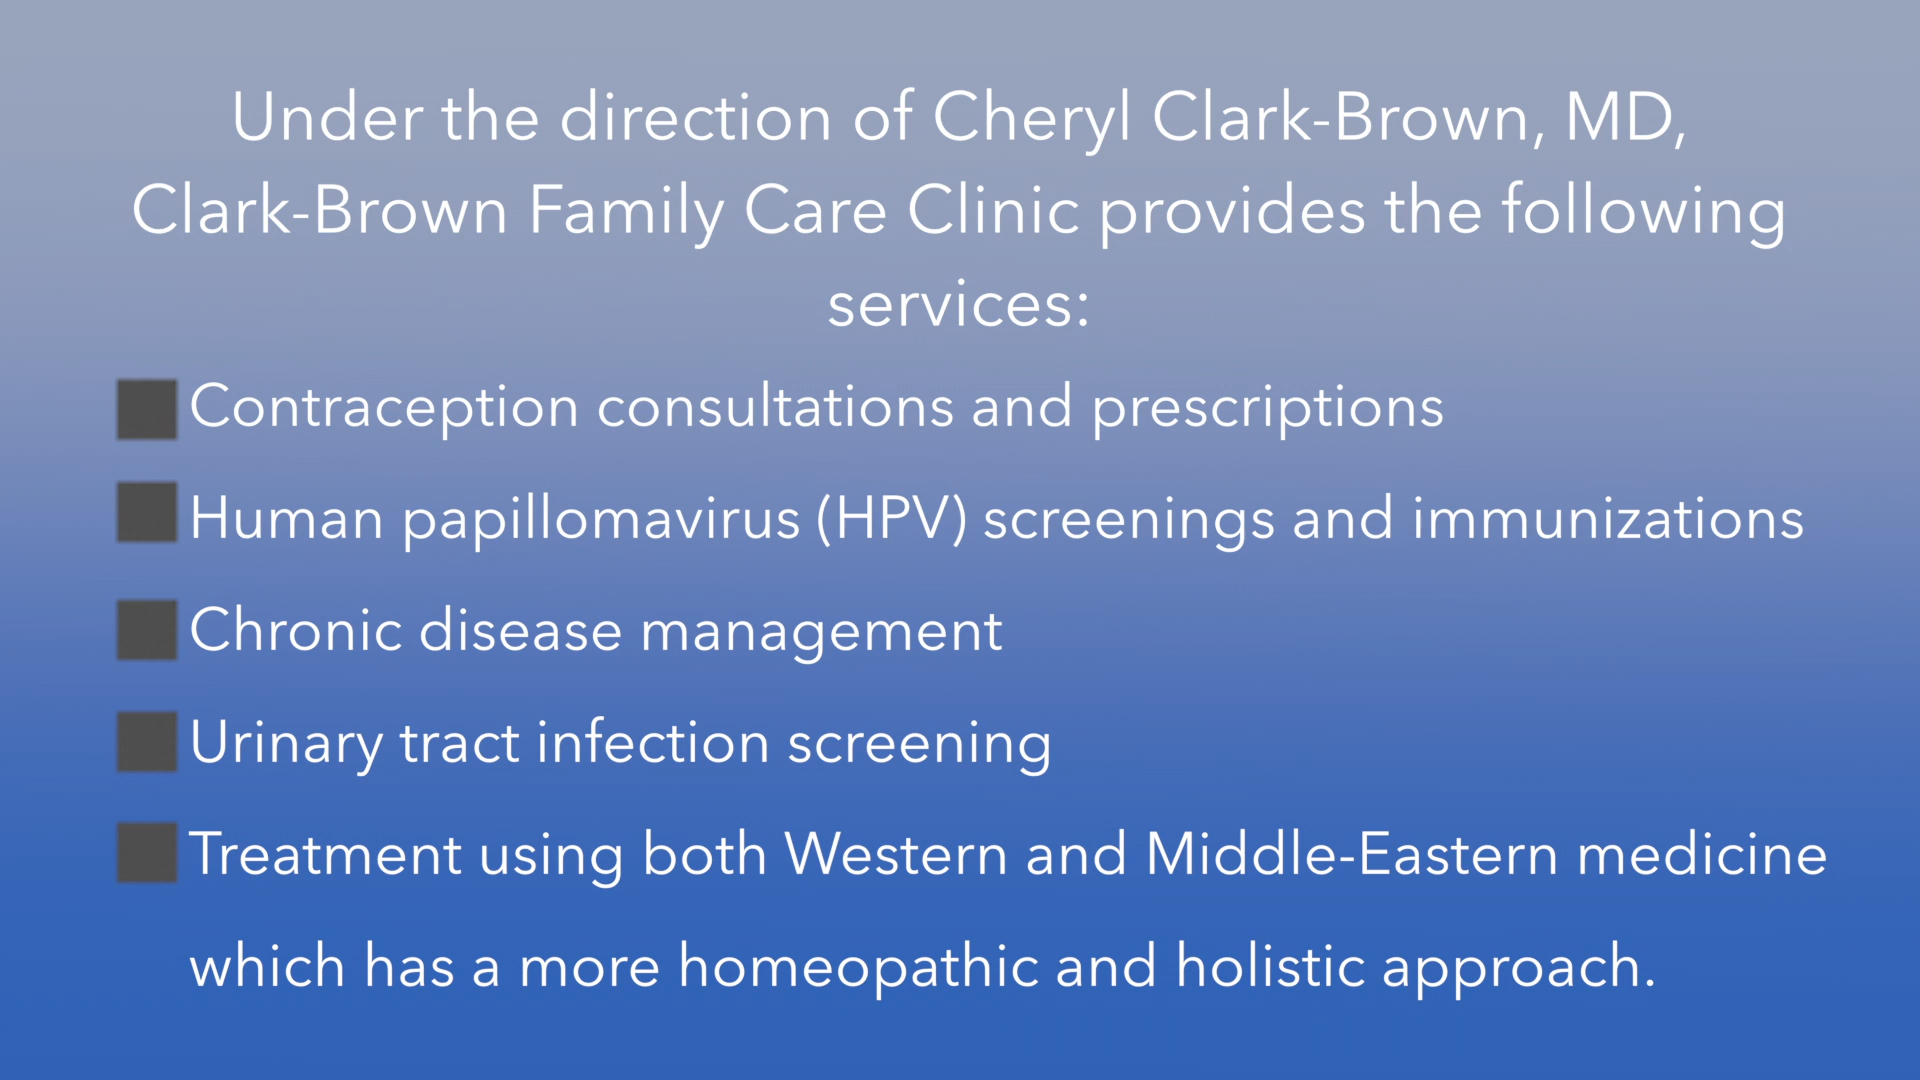 Under the direction of Cheryl Clark-Brown, MD,
Clark-Brown Family Care Clinic provides the following
services:
Contraception consultations and prescriptions
Human papillomavirus (HPV) screenings and immunizations
Chronic disease management
Urinary tract infection screening
Treatment using both Western and Middle-Eastern medicine
which has a more homeopathic and holistic approach.